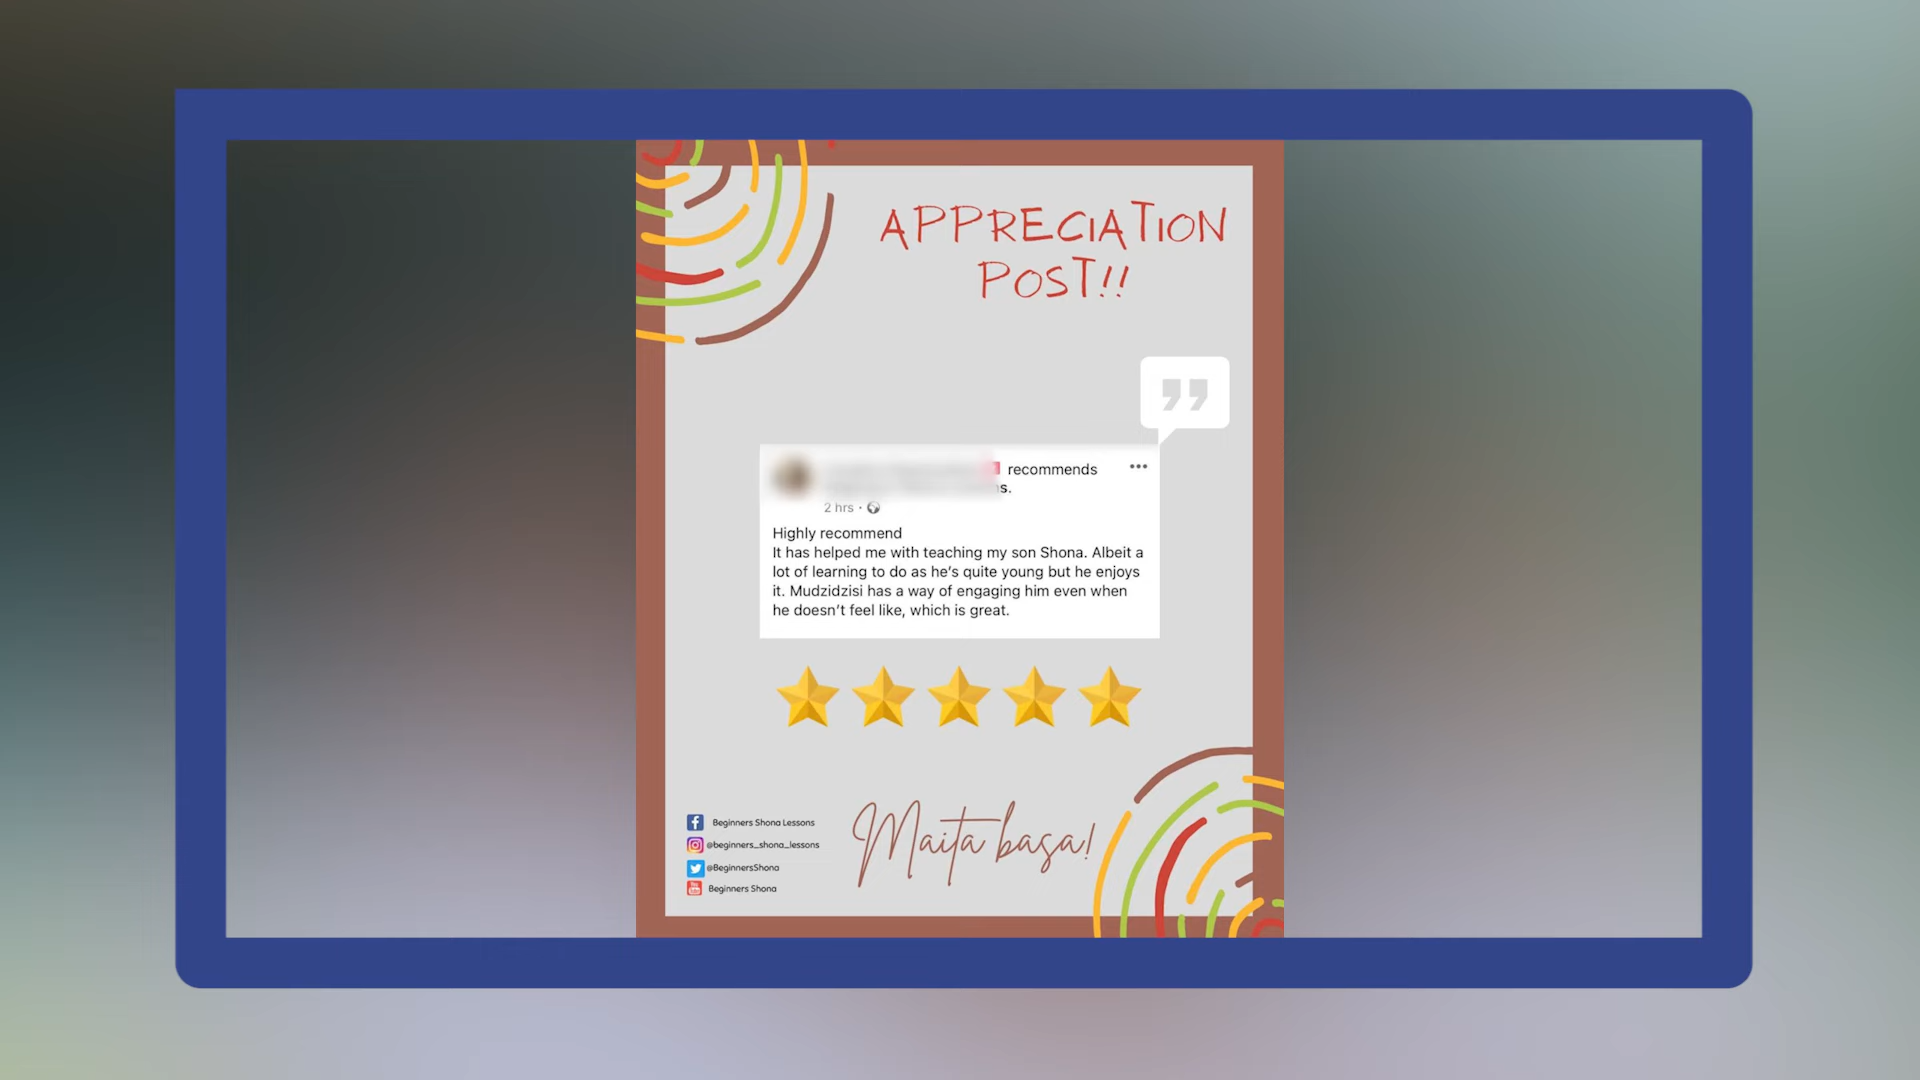 APPRECIATION
POST!!
recommends
s.
2 hrs
Highly recommend
It has helped me with teaching my son Shona. Albeit a
lot of learning to do as he's quite young but he enjoys
it. Mudzidzisi has a way of engaging him even when
he doesn't feel like, which is great.
Beginners Shona Lessons
@beginners_shona_lessons
@BeginnersShona
Beginners Shona
Maita basa!